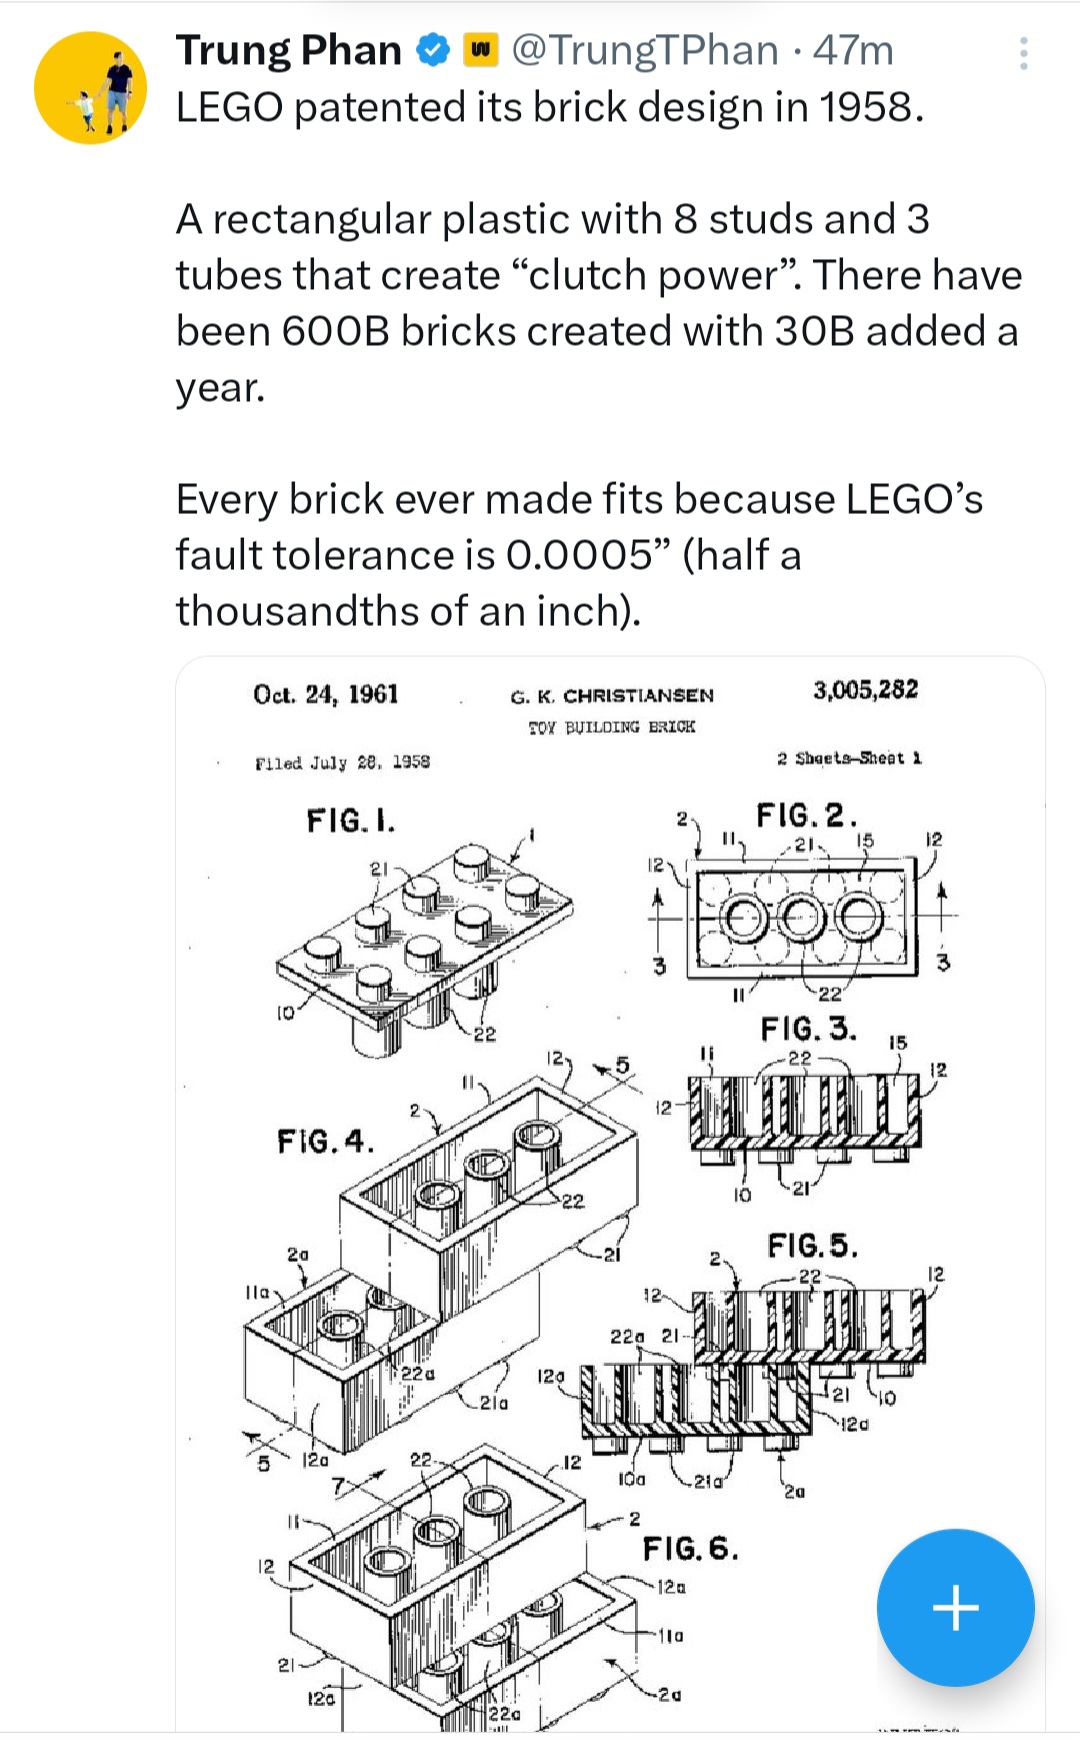 Trung Phan @TrungTPhan · 47m
LEGO patented its brick design in 1958.
A rectangular plastic with 8 studs and 3
tubes that create “clutch power”. There have
been 600B bricks created with 30B added a
year.
Every brick ever made fits because LEGO’s
fault tolerance is 0.0005” (half a
thousandths of an inch).
Oct. 24, 1961
G. K. CHRISTIANSEN
3,005,282
TOY BUILDING BRICK
Filed July 28, 1958
2 Sheets-Sheet 1
FIG. 1.
1
21
10
22
FIG. 2.
2
11
21
15
12
12
3
3
11
22
FIG. 3.
11
22
15
12
12
10
21
FIG. 4.
12
5
11
2
22
21
2a
11a
22a
21a
5
12a
FIG. 5.
2
22
12
12
22a
21
12a
21
10
12a
10a
21a
2a
FIG. 6.
7
22
12
11
2
12
12a
11a
21
2a
12a
22a